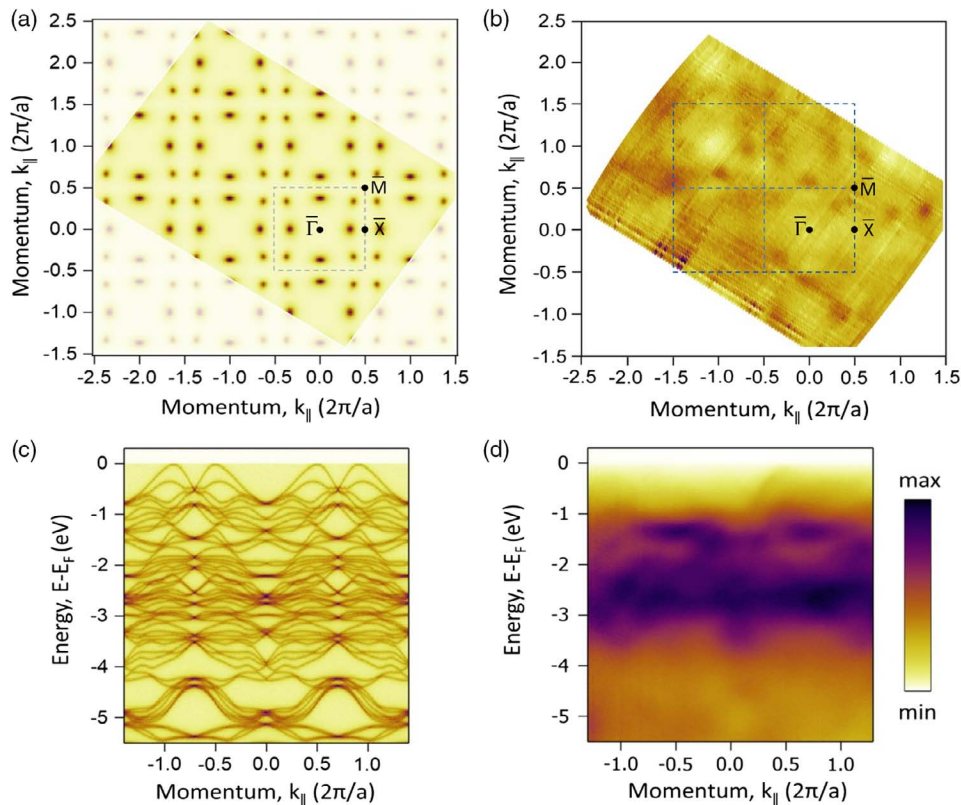 (a)
2.5
2.0
1.5
1.0
0.5
0.0
-0.5
-1.0
-1.5
Momentum, k∥ (2π/a)
M̅
Γ̅
X̅
-2.5 -2.0 -1.5 -1.0 -0.5 0.0 0.5 1.0 1.5
Momentum, k∥ (2π/a)
(b)
2.5
2.0
1.5
1.0
0.5
0.0
-0.5
-1.0
-1.5
Momentum, k∥ (2π/a)
M̅
Γ̅
X̅
-2.5 -2.0 -1.5 -1.0 -0.5 0.0 0.5 1.0 1.5
Momentum, k∥ (2π/a)
(c)
0
-1
-2
-3
-4
-5
Energy, E-E_F (eV)
-1.0 -0.5 0.0 0.5 1.0
Momentum, k∥ (2π/a)
(d)
0
-1
-2
-3
-4
-5
Energy, E-E_F (eV)
-1.0 -0.5 0.0 0.5 1.0
Momentum, k∥ (2π/a)
max
min